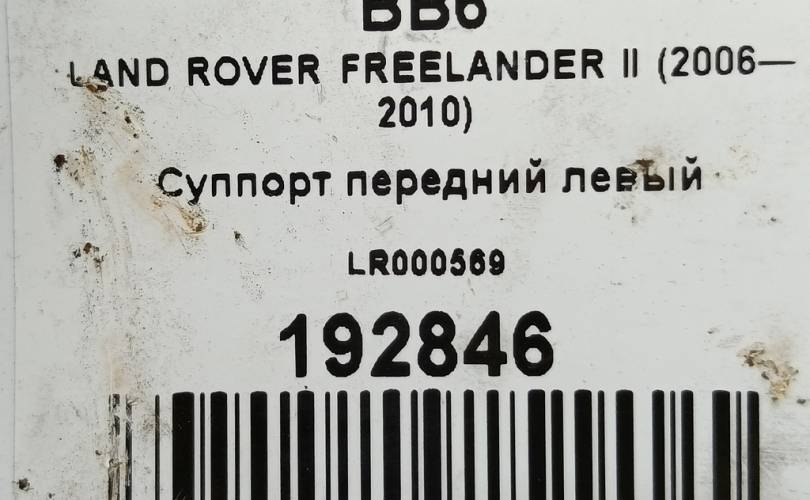 BB6
LAND ROVER FREELANDER II (2006—
2010)
Суппорт передний левый
LR000569
192846